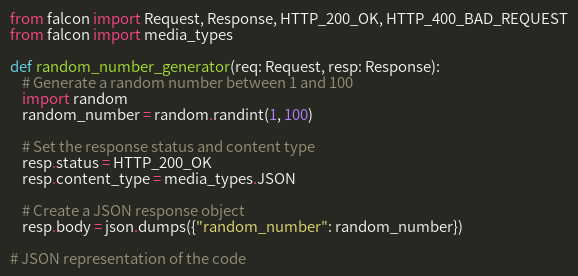 from falcon import Request, Response, HTTP_200_OK, HTTP_400_BAD_REQUEST
from falcon import media_types

def random_number_generator(req: Request, resp: Response):
    # Generate a random number between 1 and 100
    import random
    random_number = random.randint(1, 100)

    # Set the response status and content type
    resp.status = HTTP_200_OK
    resp.content_type = media_types.JSON

    # Create a JSON response object
    resp.body = json.dumps({"random_number": random_number})

# JSON representation of the code